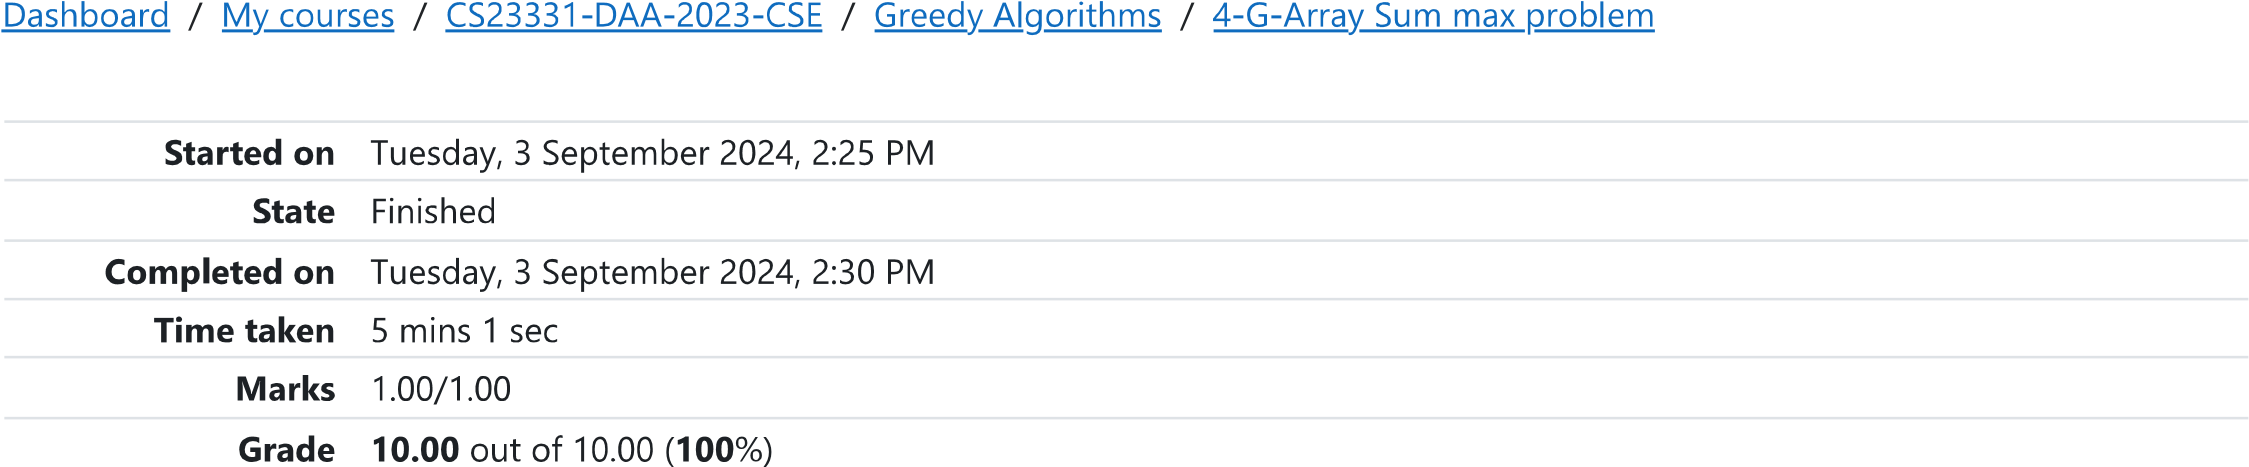 Dashboard / My courses / CS23331-DAA-2023-CSE / Greedy Algorithms / 4-G-Array Sum max problem
Started on Tuesday, 3 September 2024, 2:25 PM
State Finished
Completed on Tuesday, 3 September 2024, 2:30 PM
Time taken 5 mins 1 sec
Marks 1.00/1.00
Grade 10.00 out of 10.00 (100%)